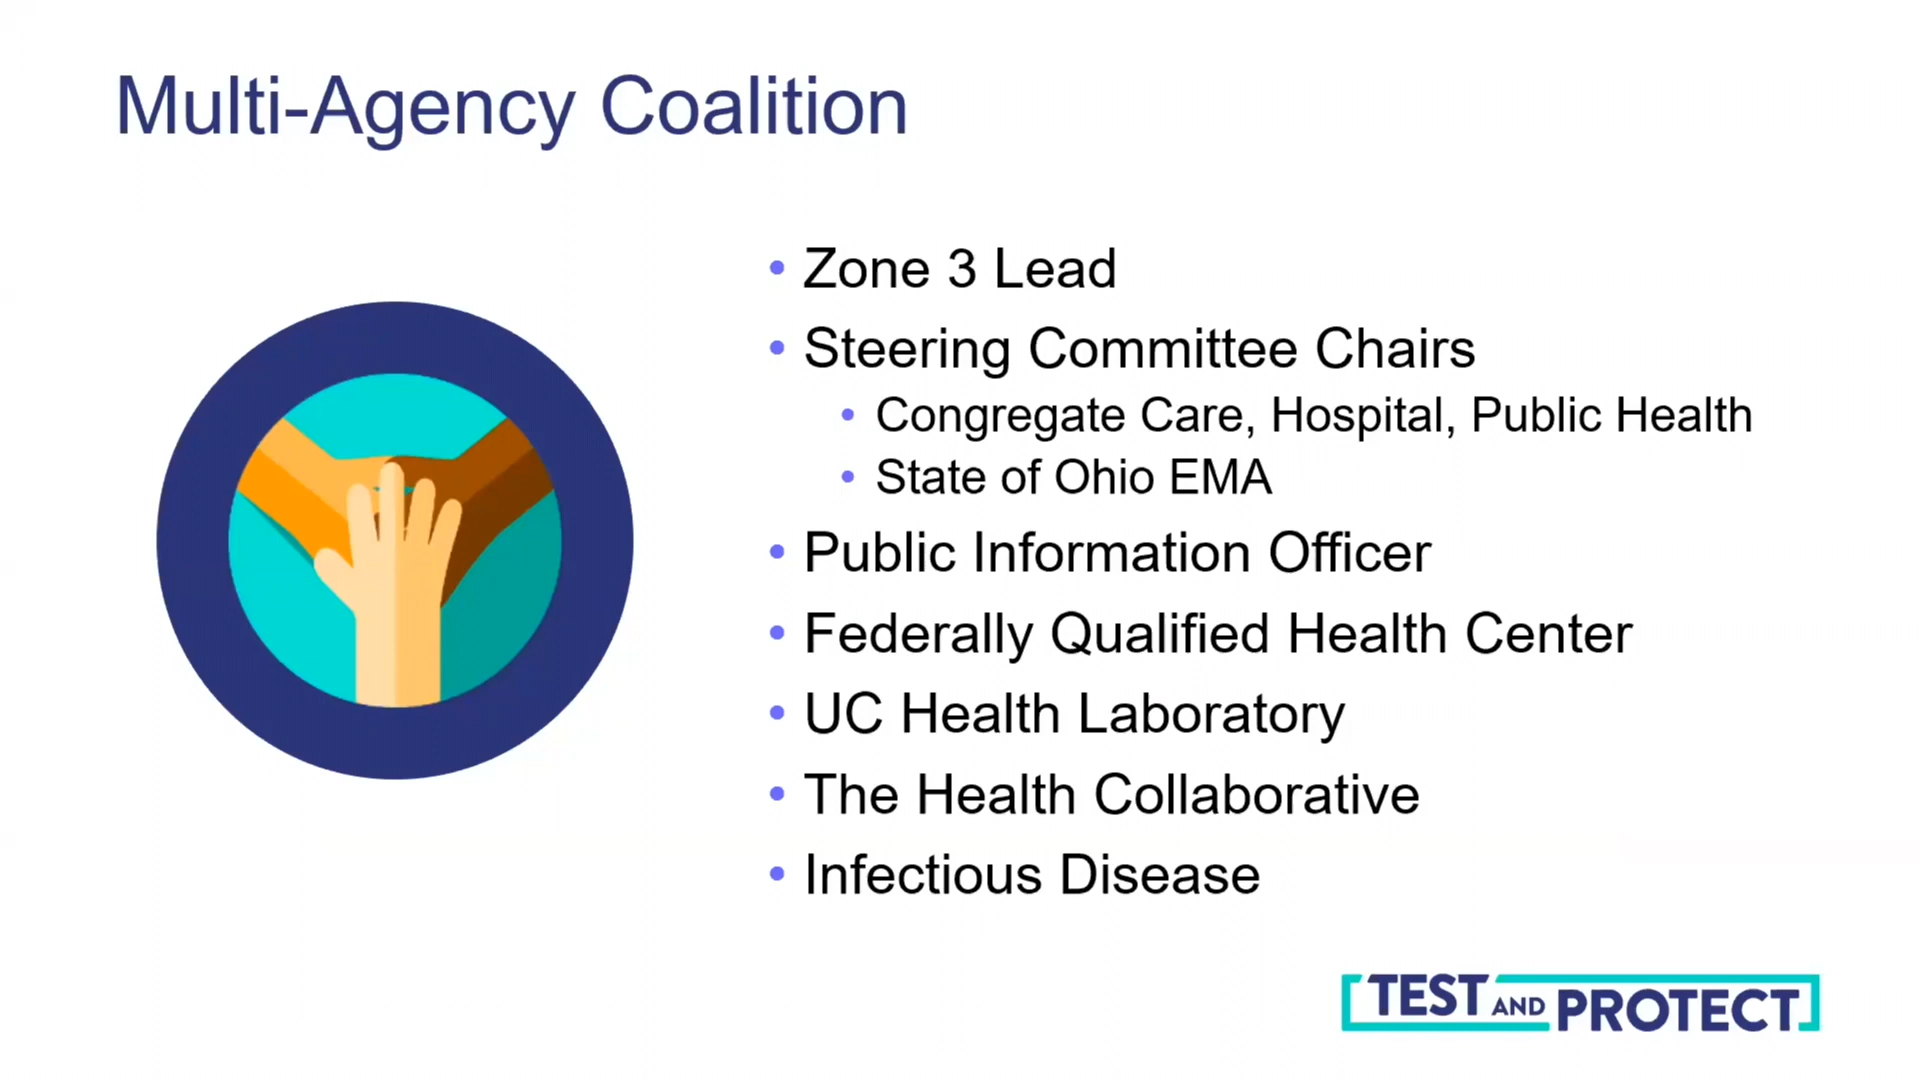 Multi-Agency Coalition
• Zone 3 Lead
• Steering Committee Chairs
• Congregate Care, Hospital, Public Health
• State of Ohio EMA
• Public Information Officer
• Federally Qualified Health Center
• UC Health Laboratory
• The Health Collaborative
• Infectious Disease
TEST AND PROTECT